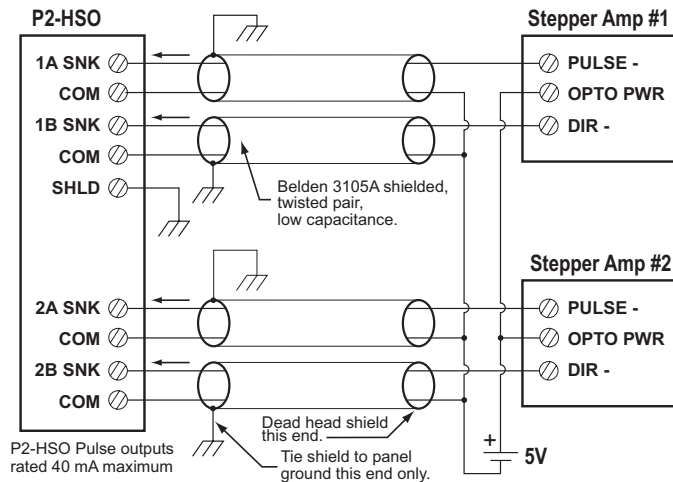 P2-HSO
Stepper Amp #1
1A SNK
PULSE -
COM
OPTO PWR
1B SNK
DIR -
COM
SHLD
Belden 3105A shielded,
twisted pair,
low capacitance.
Stepper Amp #2
2A SNK
PULSE -
COM
OPTO PWR
2B SNK
DIR -
COM
Dead head shield
this end.
+
5V
P2-HSO Pulse outputs
rated 40 mA maximum
Tie shield to panel
ground this end only.